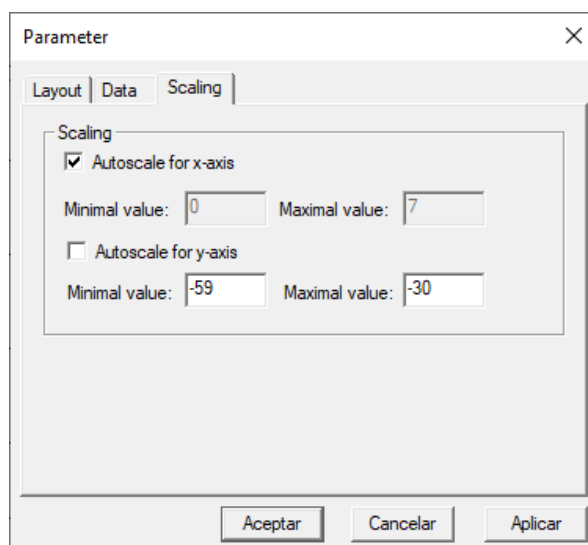 Parameter
Layout Data Scaling
Scaling
Autoscale for x-axis
Minimal value: 0 Maximal value: 7
Autoscale for y-axis
Minimal value: -59 Maximal value: -30
Aceptar Cancelar Aplicar